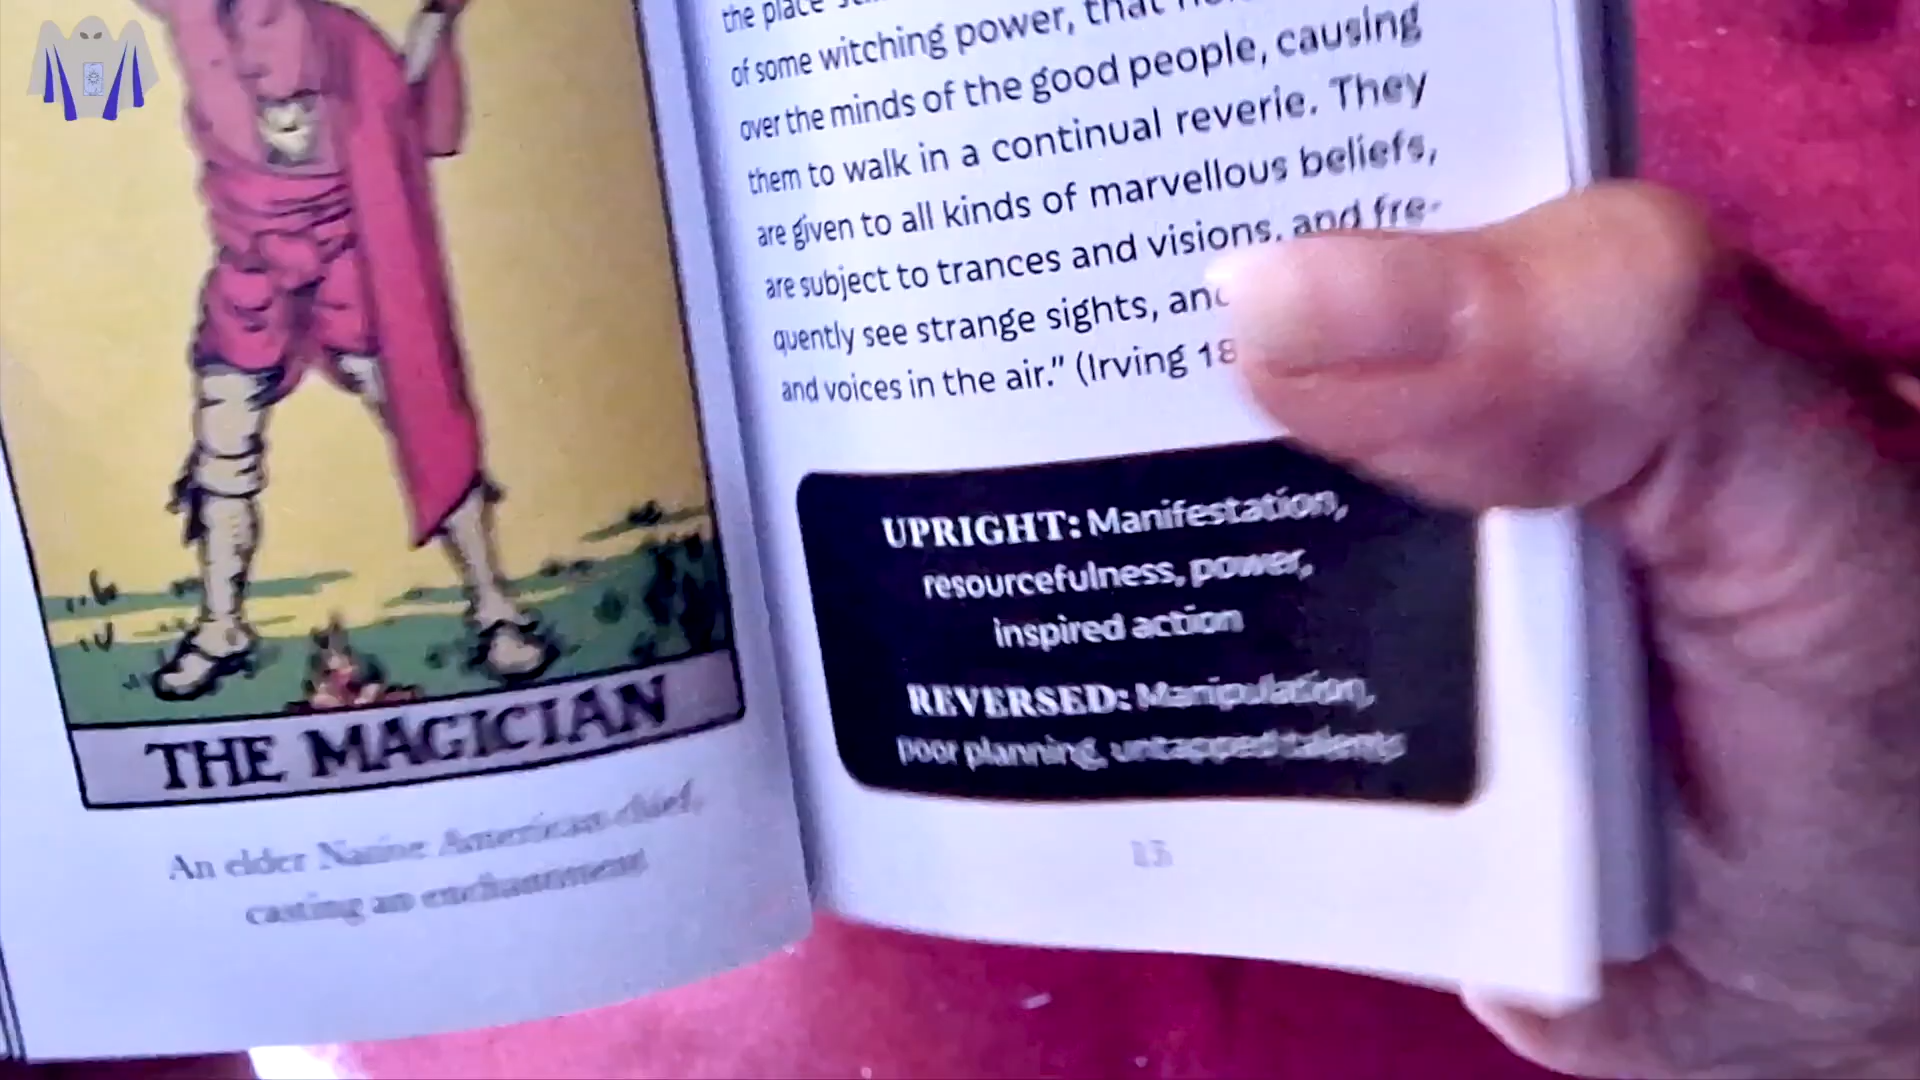 THE MAGICIAN
An elder Native American chief,
casting an enchantment
the place
of some witching power, that
over the minds of the good people, causing
them to walk in a continual reverie. They
are given to all kinds of marvellous beliefs,
are subject to trances and visions, and fre-
quently see strange sights, and
and voices in the air.” (Irving 18
UPRIGHT: Manifestation,
resourcefulness, power,
inspired action
REVERSED: Manipulation,
poor planning, untapped talents